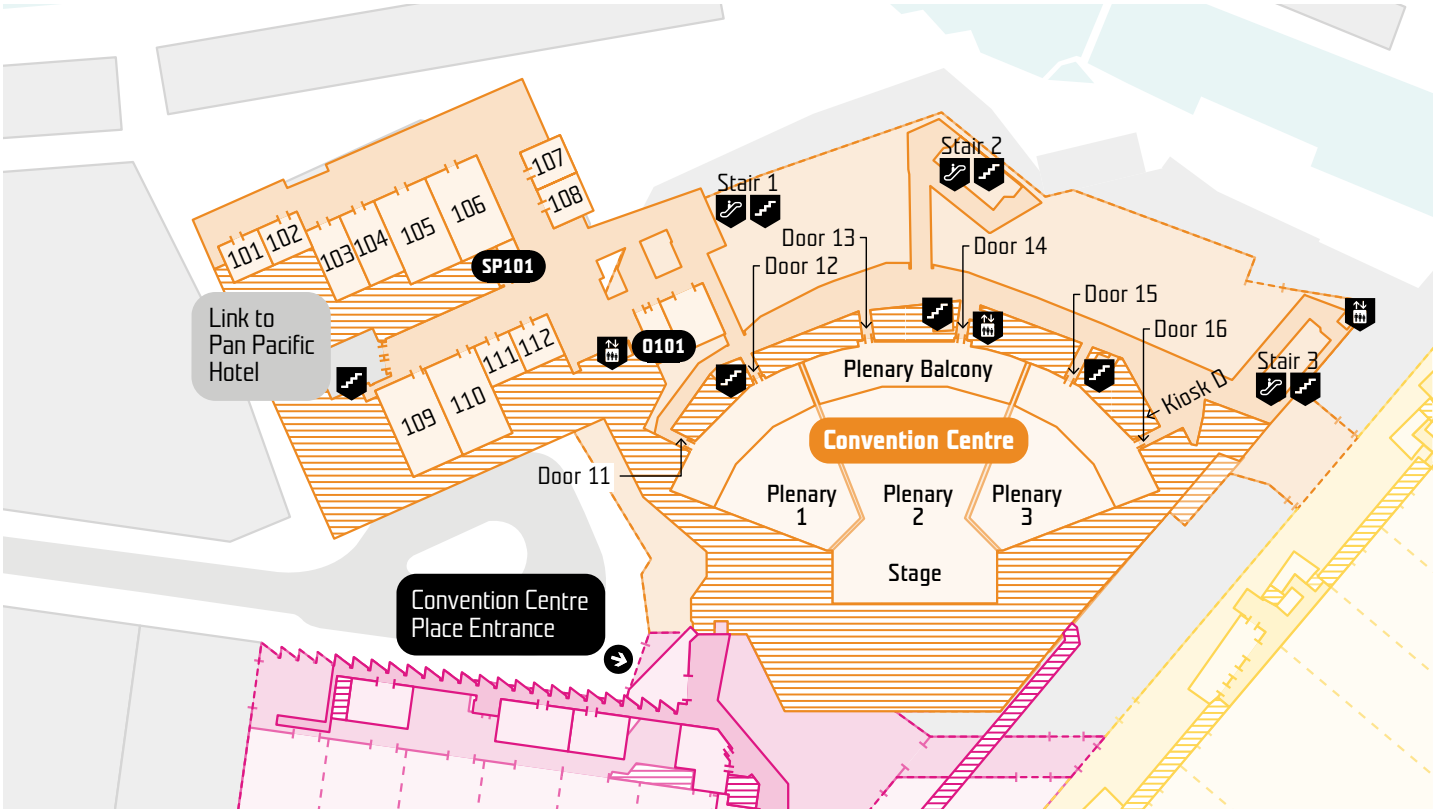 Stair 2
107
108
Stair 1
106
102
101
105
104
103
Door 13
Door 14
Door 12
SP101
Door 15
Link to
Pan Pacific
Hotel
Door 16
112
111
O101
Stair 3
Plenary Balcony
110
109
Kiosk D
Convention Centre
Door 11
Plenary
1
Plenary
2
Plenary
3
Stage
Convention Centre
Place Entrance